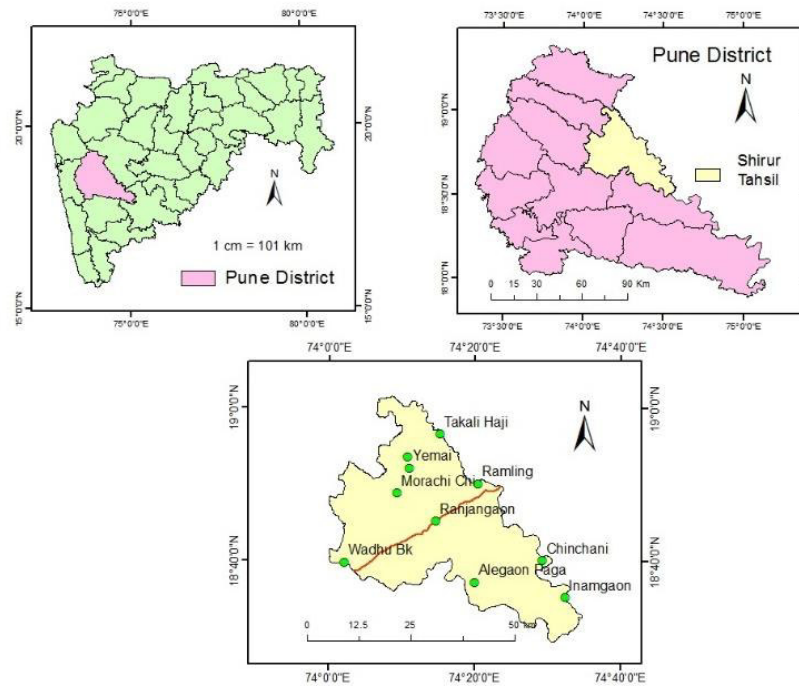 75°0'0"E 80°0'0"E
20°0'0"N 20°0'0"N
N
1 cm = 101 km
Pune District
15°0'0"N 15°0'0"N
75°0'0"E 80°0'0"E
73°30'0"E 74°0'0"E 74°30'0"E 75°0'0"E
Pune District
N
19°0'0"N
Shirur
Tahsil
18°30'0"N
18°0'0"N
0 15 30 60 90 Km
73°30'0"E 74°0'0"E 74°30'0"E 75°0'0"E
74°0'0"E 74°20'0"E 74°40'0"E
19°0'0"N 19°0'0"N
N
Takali Haji
Yemai
Ramling
Morachi Chi
Ranjangaon
Wadhu Bk
Chinchani
18°40'0"N 18°40'0"N
Alegaon Paga
Inamgaon
0 12.5 25 50 km
74°0'0"E 74°20'0"E 74°40'0"E